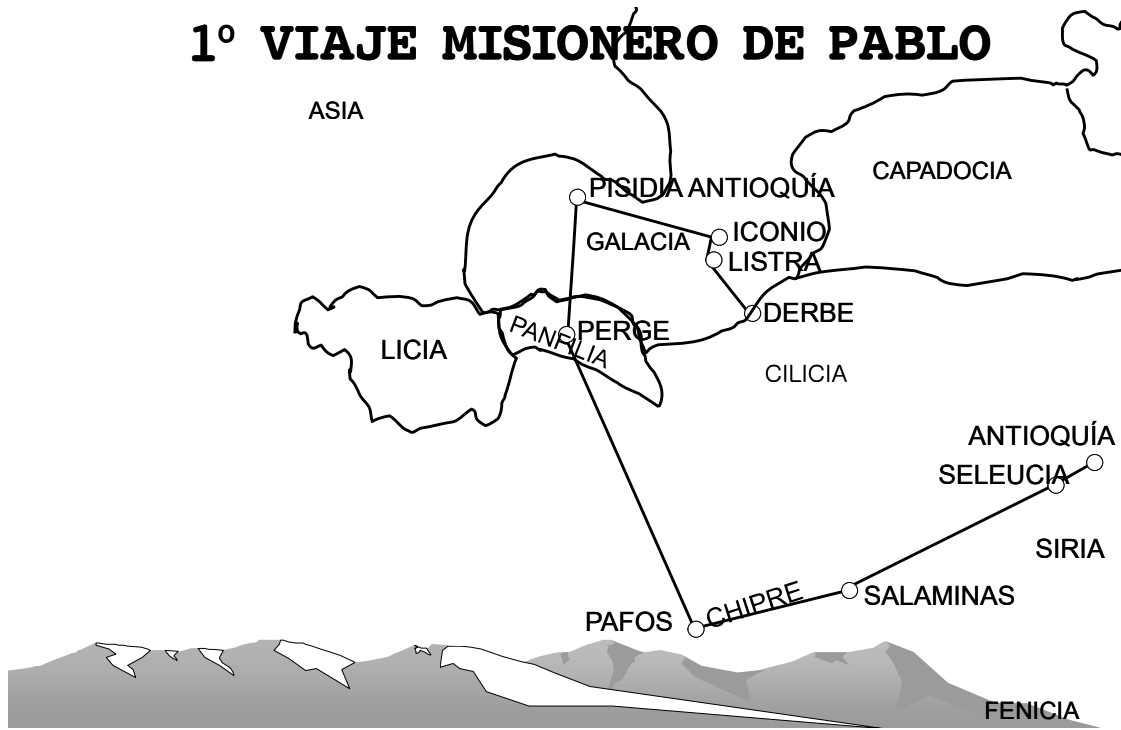 1º VIAJE MISIONERO DE PABLO
ASIA
CAPADOCIA
PISIDIA ANTIOQUÍA
ICONIO
GALACIA
LISTRA
DERBE
PERGE
PANFILIA
LICIA
CILICIA
ANTIOQUÍA
SELEUCIA
SIRIA
CHIPRE
SALAMINAS
PAFOS
FENICIA